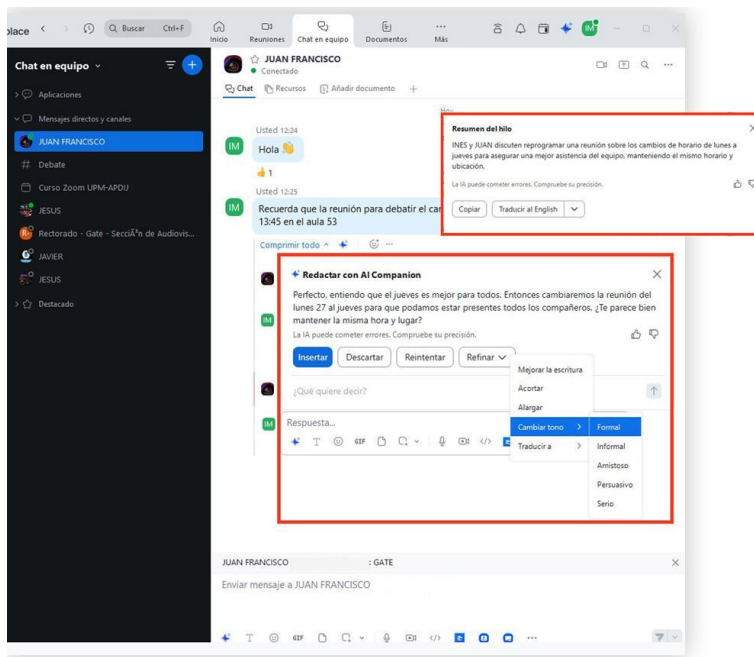 place
Buscar Ctrl+F
Inicio
Reuniones
Chat en equipo
Documentos
Más
IM
Chat en equipo
Aplicaciones
Mensajes directos y canales
JUAN FRANCISCO
Debate
Curso Zoom UPM-APDIJ
JESUS
Rectorado - Gate - SecciÃ³n de Audiovis...
JAVIER
JESUS
Destacado
JUAN FRANCISCO
Conectado
Chat
Recursos
Añadir documento
Usted 12:24
IM
Hola
1
Usted 12:25
IM
Recuerda que la reunión para debatir el
13:45 en el aula 53
Comprimir todo
Resumen del hilo
INES y JUAN discuten reprogramar una reunión sobre los cambios de horario de lunes a
jueves para asegurar una mejor asistencia del equipo, manteniendo el mismo horario y
ubicación.
La IA puede cometer errores. Compruebe su precisión.
Copiar
Traducir al English
Redactar con AI Companion
Perfecto, entiendo que el jueves es mejor para todos. Entonces cambiaremos la reunión del
lunes 27 al jueves para que podamos estar presentes todos los compañeros. ¿Te parece bien
mantener la misma hora y lugar?
IM
La IA puede cometer errores. Compruebe su precisión.
Insertar
Descartar
Reintentar
Refinar
Mejorar la escritura
Acortar
Alargar
Cambiar tono
Traducir a
Formal
Informal
Amistoso
Persuasivo
Serio
¿Qué quiere decir?
IM
Respuesta...
GIF
JUAN FRANCISCO : GATE
Enviar mensaje a JUAN FRANCISCO
GIF